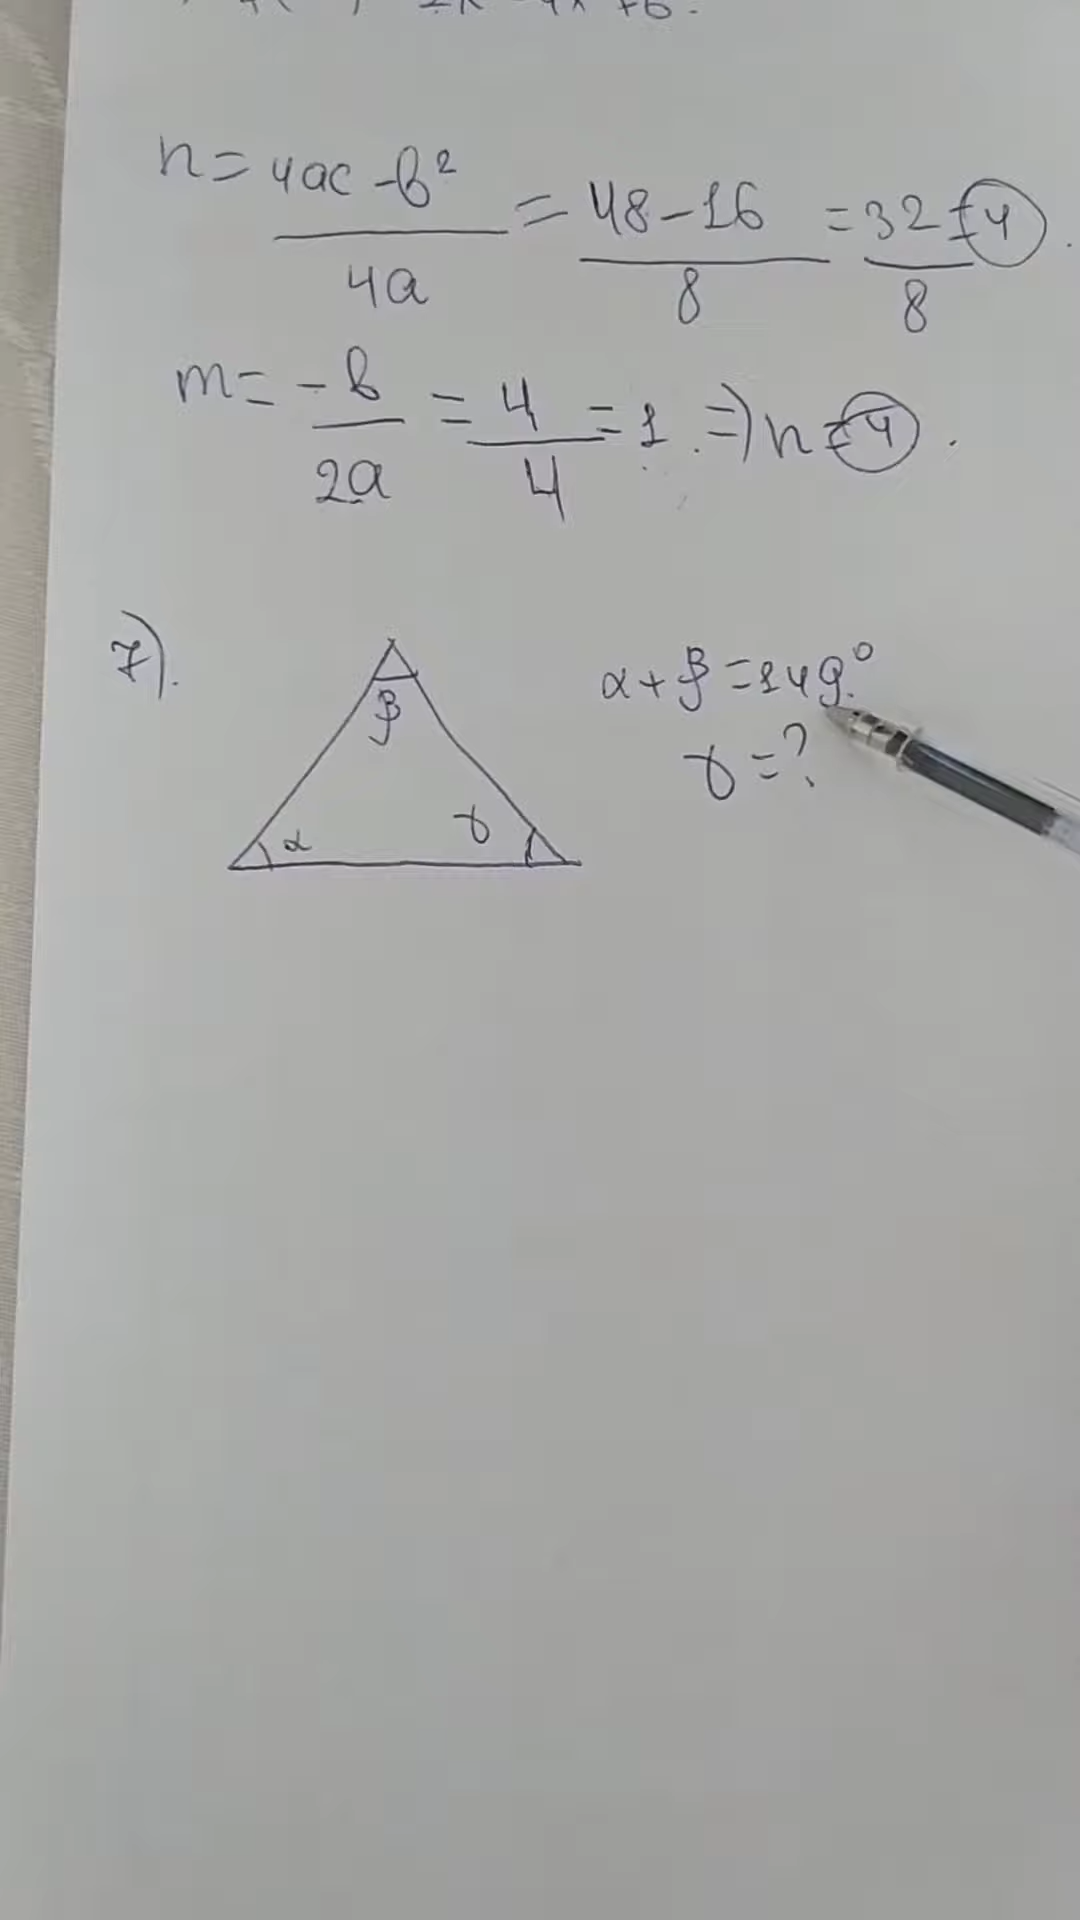 n = 4ac - b² / 4a = 48 - 16 / 8 = 32 / 8 = 4
m = -b / 2a = 4 / 4 = 1. => n = 4.
7).
α + β = 149°
γ = ?
β
α γ